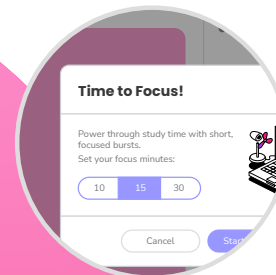 Time to Focus!
Power through study time with short,
focused bursts.
Set your focus minutes:
10 15 30
Cancel Start